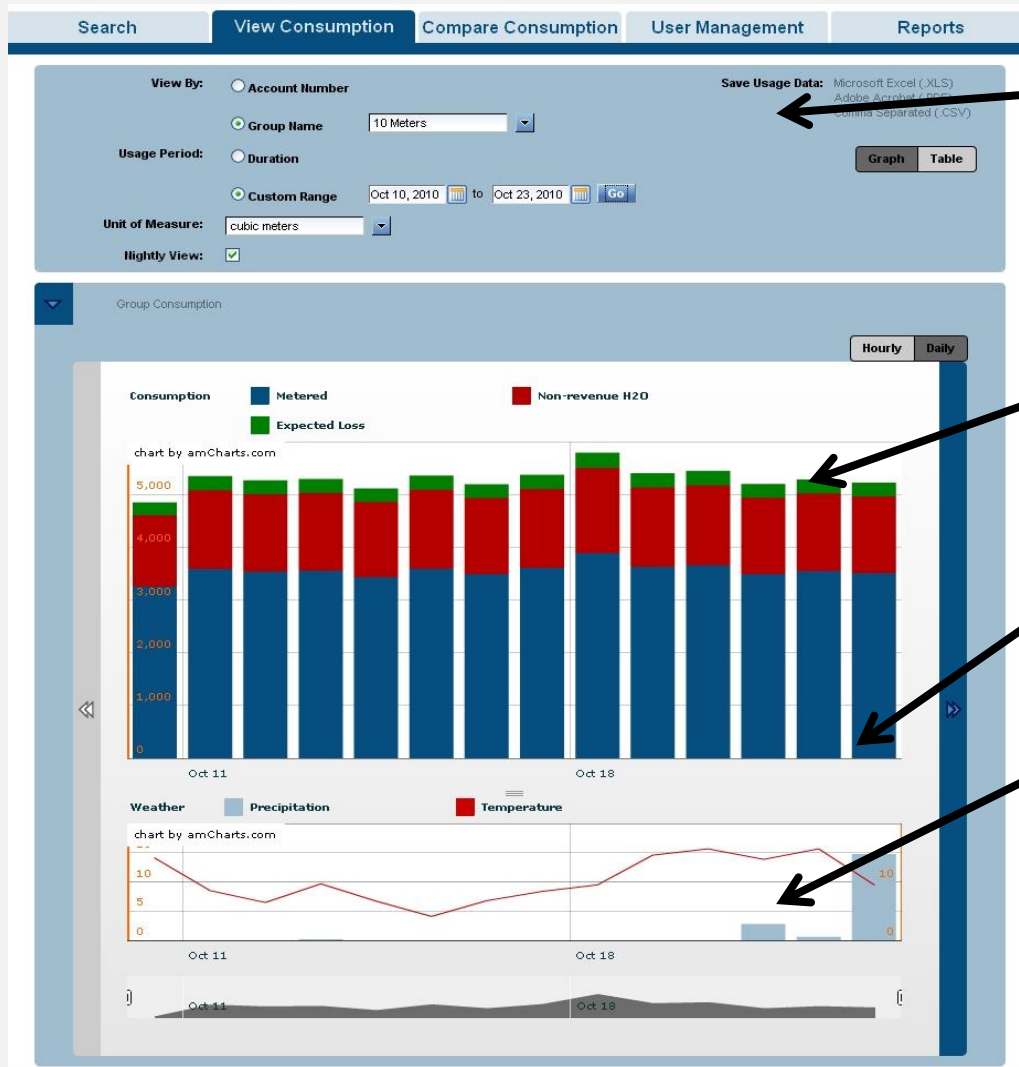 Search View Consumption Compare Consumption User Management Reports
View By: Account Number Save Usage Data: Microsoft Excel (.XLS)
Adobe Acrobat (.PDF)
Group Name 10 Meters Comma Separated (.CSV)
Usage Period: Duration Graph Table
Custom Range Oct 10, 2010 to Oct 23, 2010 Go
Unit of Measure: cubic meters
Nightly View:
Group Consumption
Hourly Daily
Consumption Metered Non-revenue H2O
Expected Loss
chart by amCharts.com
5,000
4,000
3,000
2,000
1,000
0
Oct 11 Oct 18
Weather Precipitation Temperature
chart by amCharts.com
10 10
5
0 0
Oct 11 Oct 18
Oct 11 Oct 18